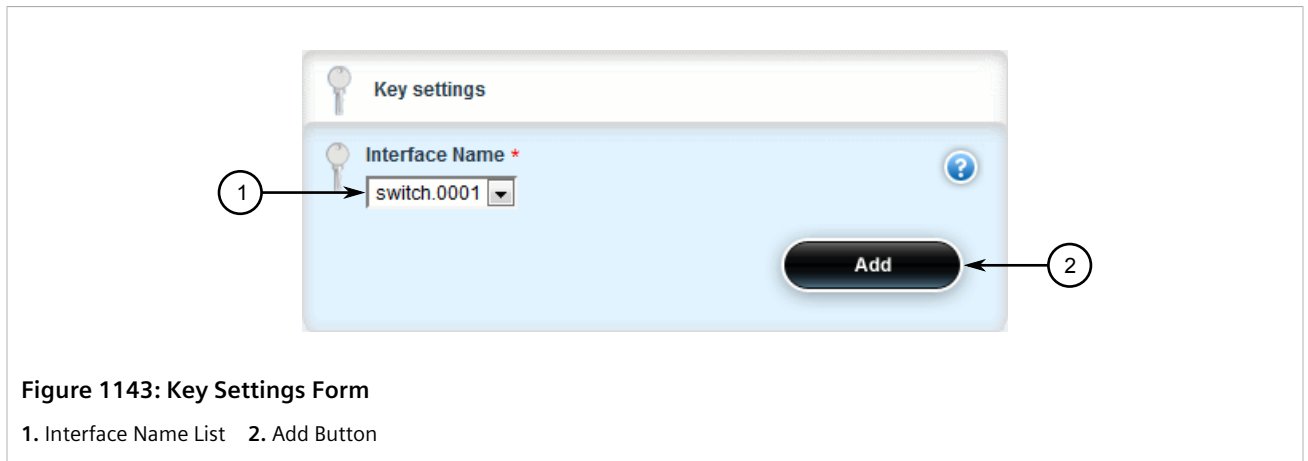 Key settings
Interface Name *
1
switch.0001
?
Add
2
Figure 1143: Key Settings Form
1. Interface Name List 2. Add Button